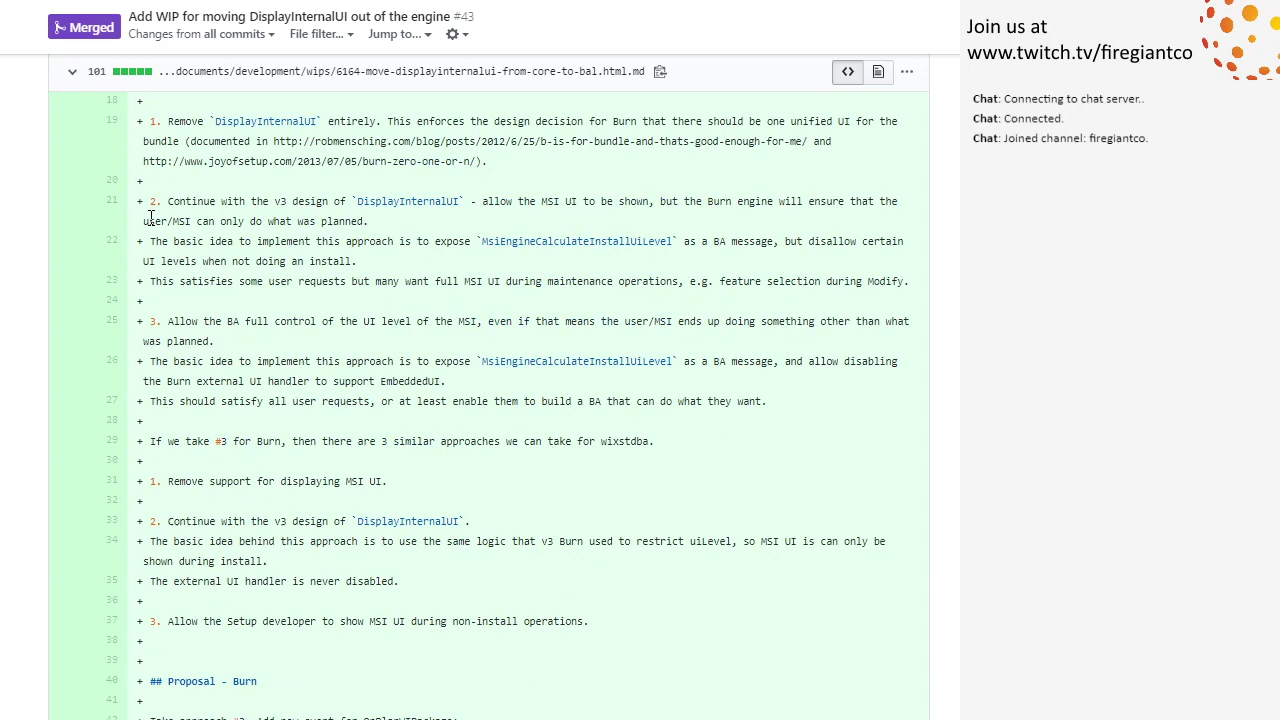 Merged
Add WIP for moving DisplayInternalUI out of the engine #43
Changes from all commits File filter... Jump to...
101 ...documents/development/wips/6164-move-displayinternalui-from-core-to-bal.html.md
18 +
19 + 1. Remove `DisplayInternalUI` entirely. This enforces the design decision for Burn that there should be one unified UI for the
bundle (documented in http://robmensching.com/blog/posts/2012/6/25/b-is-for-bundle-and-thats-good-enough-for-me/ and
http://www.joyofsetup.com/2013/07/05/burn-zero-one-or-n/).
20 +
21 + 2. Continue with the v3 design of `DisplayInternalUI` - allow the MSI UI to be shown, but the Burn engine will ensure that the
user/MSI can only do what was planned.
22 + The basic idea to implement this approach is to expose `MsiEngineCalculateInstallUiLevel` as a BA message, but disallow certain
UI levels when not doing an install.
23 + This satisfies some user requests but many want full MSI UI during maintenance operations, e.g. feature selection during Modify.
24 +
25 + 3. Allow the BA full control of the UI level of the MSI, even if that means the user/MSI ends up doing something other than what
was planned.
26 + The basic idea to implement this approach is to expose `MsiEngineCalculateInstallUiLevel` as a BA message, and allow disabling
the Burn external UI handler to support EmbeddedUI.
27 + This should satisfy all user requests, or at least enable them to build a BA that can do what they want.
28 +
29 + If we take #3 for Burn, then there are 3 similar approaches we can take for wixstdba.
30 +
31 + 1. Remove support for displaying MSI UI.
32 +
33 + 2. Continue with the v3 design of `DisplayInternalUI`.
34 + The basic idea behind this approach is to use the same logic that v3 Burn used to restrict uiLevel, so MSI UI is can only be
shown during install.
35 + The external UI handler is never disabled.
36 +
37 + 3. Allow the Setup developer to show MSI UI during non-install operations.
38 +
39 +
40 + ## Proposal - Burn
41 +
Join us at
www.twitch.tv/firegiantco
Chat: Connecting to chat server..
Chat: Connected.
Chat: Joined channel: firegiantco.